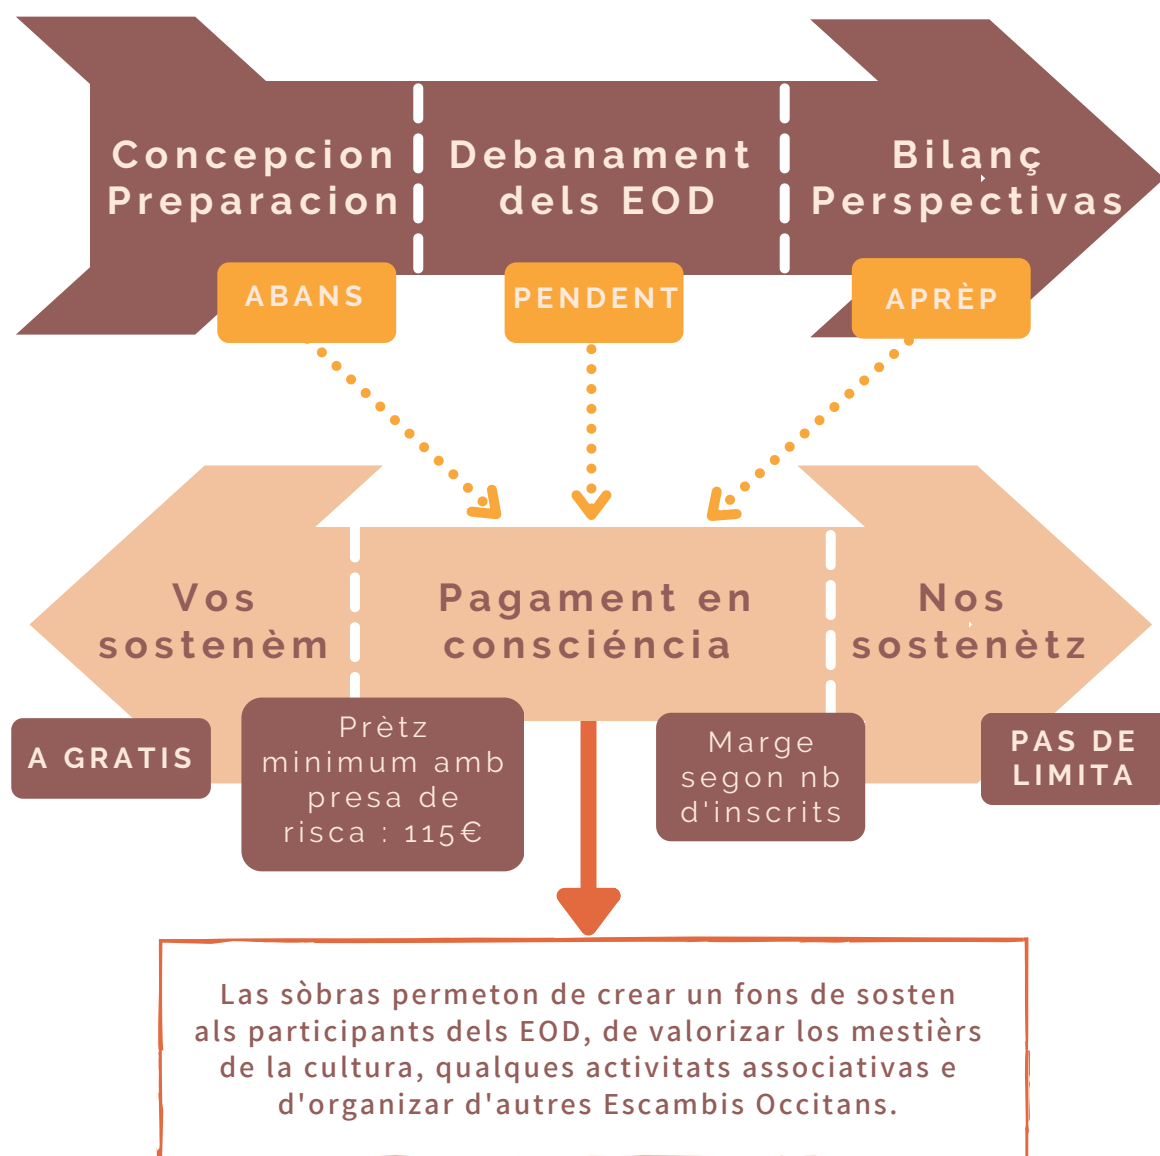 Concepcion
Preparacion
Debanament
dels EOD
Bilanç
Perspectivas
ABANS
PENDENT
APRÈP
Vos
sostenèm
Pagament en
consciéncia
Nos
sostenètz
A GRATIS
Prètz
minimum amb
presa de
risca : 115€
Marge
segon nb
d'inscrits
PAS DE
LIMITA
Las sòbras permeton de crear un fons de sosten
als participants dels EOD, de valorizar los mestièrs
de la cultura, qualques activitats associativas e
d'organizar d'autres Escambis Occitans.